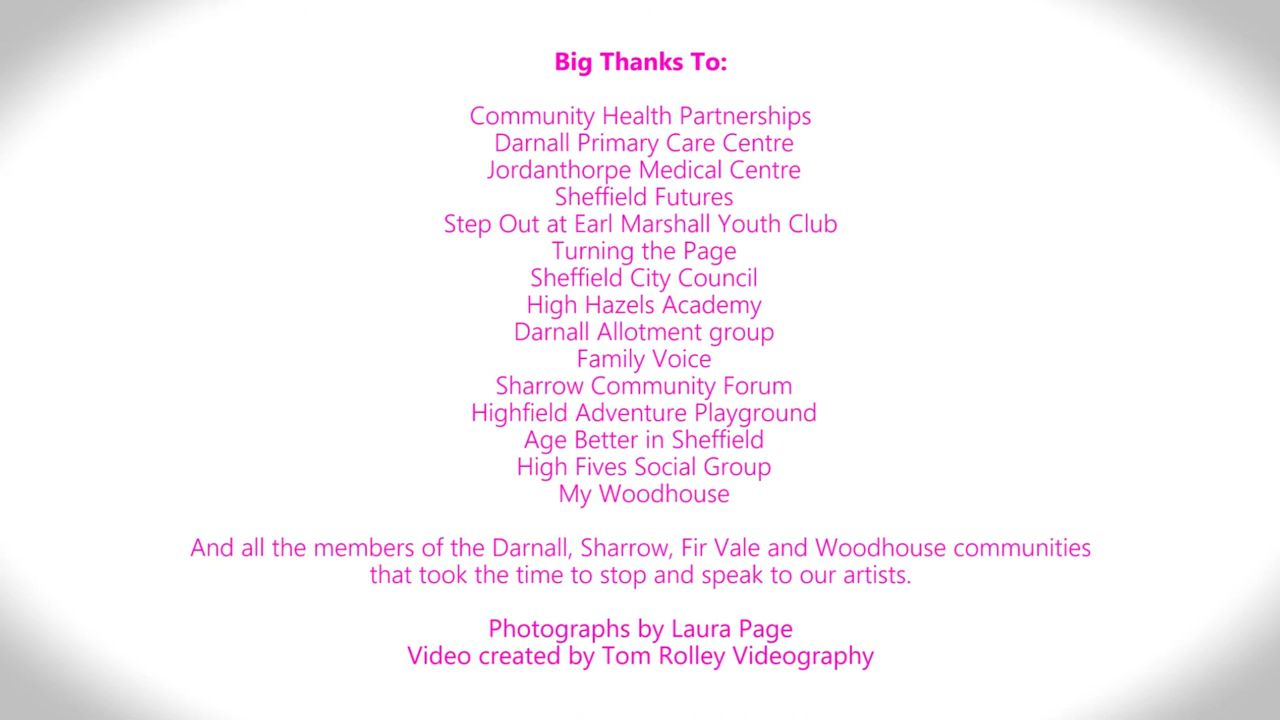 Big Thanks To:
Community Health Partnerships
Darnall Primary Care Centre
Jordanthorpe Medical Centre
Sheffield Futures
Step Out at Earl Marshall Youth Club
Turning the Page
Sheffield City Council
High Hazels Academy
Darnall Allotment group
Family Voice
Sharrow Community Forum
Highfield Adventure Playground
Age Better in Sheffield
High Fives Social Group
My Woodhouse
And all the members of the Darnall, Sharrow, Fir Vale and Woodhouse communities
that took the time to stop and speak to our artists.
Photographs by Laura Page
Video created by Tom Rolley Videography